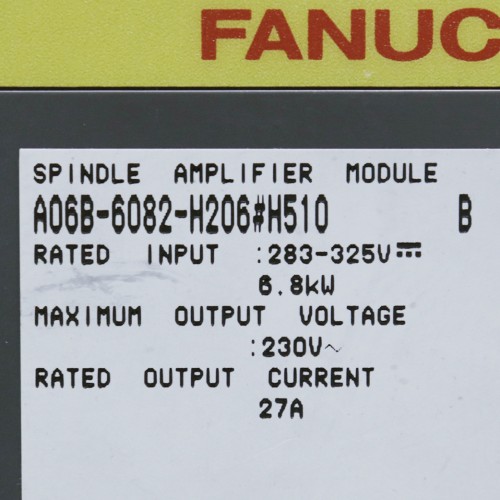 FANUC
SPINDLE AMPLIFIER MODULE
A06B-6082-H206#H510 B
RATED INPUT :283-325V⎓
6.8kW
MAXIMUM OUTPUT VOLTAGE
:230V~
RATED OUTPUT CURRENT
27A